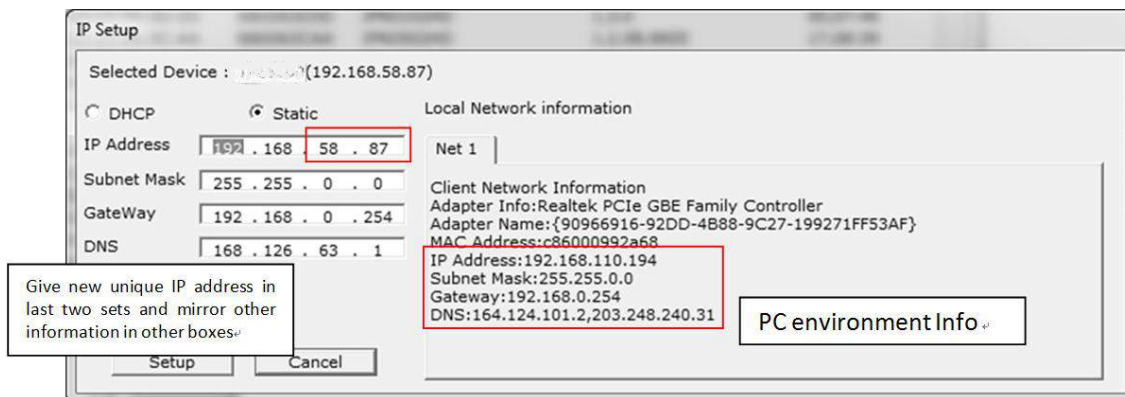 IP Setup
Selected Device : (192.168.58.87)
DHCP Static
IP Address 192 . 168 . 58 . 87
Subnet Mask 255 . 255 . 0 . 0
GateWay 192 . 168 . 0 . 254
DNS 168 . 126 . 63 . 1
Give new unique IP address in
last two sets and mirror other
information in other boxes
Setup Cancel
Local Network information
Net 1
Client Network Information
Adapter Info:Realtek PCIe GBE Family Controller
Adapter Name:{90966916-92DD-4B88-9C27-199271FF53AF}
MAC Address:c86000992a68
IP Address:192.168.110.194
Subnet Mask:255.255.0.0
Gateway:192.168.0.254
DNS:164.124.101.2,203.248.240.31
PC environment Info